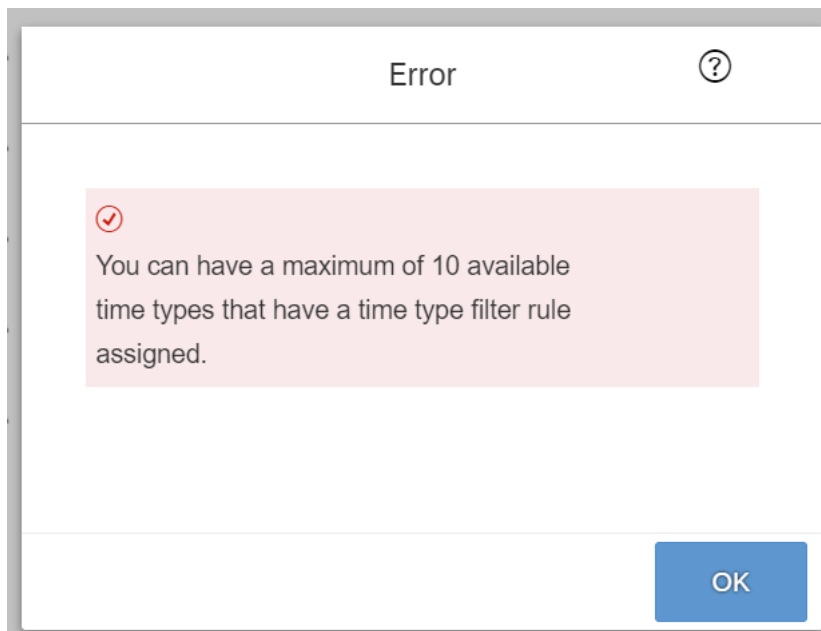 Error
?
You can have a maximum of 10 available
time types that have a time type filter rule
assigned.
OK